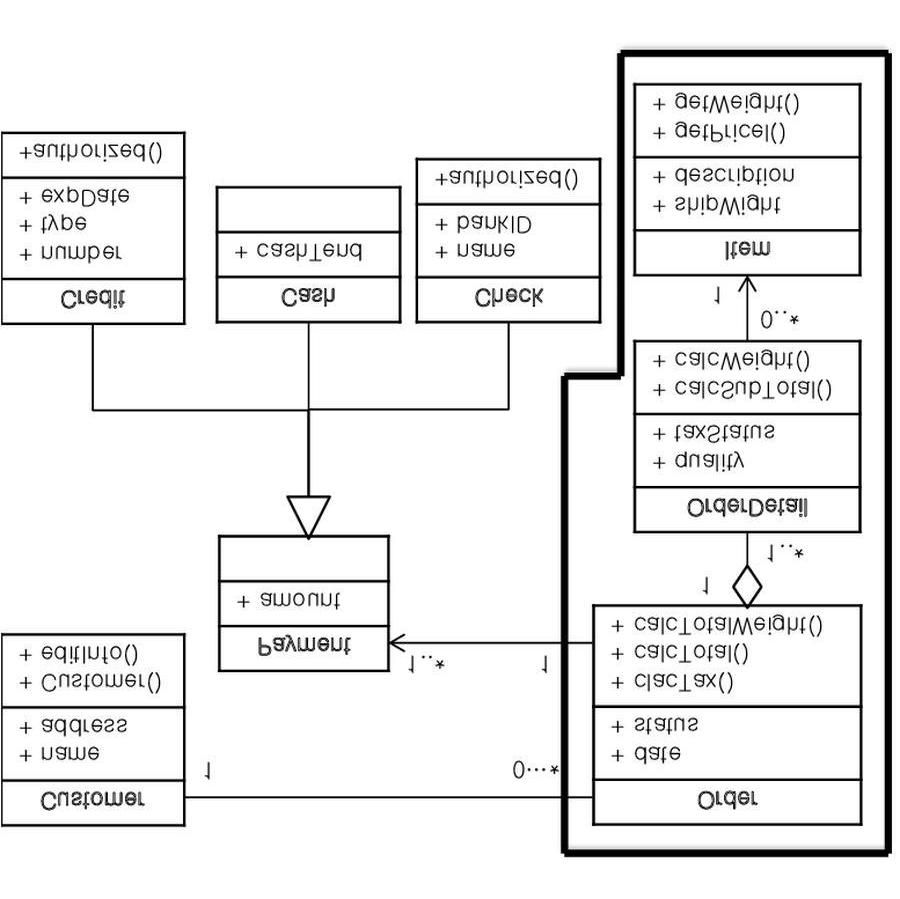 Customer
+ name
+ address
+ Customer()
+ editInfo()
1
0...*
Order
+ date
+ status
+ clacTax()
+ calcTotal()
+ calcTotalWeight()
1
1..*
Payment
+ amount
1
1..*
OrderDetail
+ quality
+ taxStatus
+ calcSubTotal()
+ calcWeight()
0..*
1
Credit
+ number
+ type
+ expDate
+authorized()
Cash
+ cashTend
Check
+ name
+ bankID
+authorized()
Item
+ shipWight
+ description
+ getPricel()
+ getWeight()